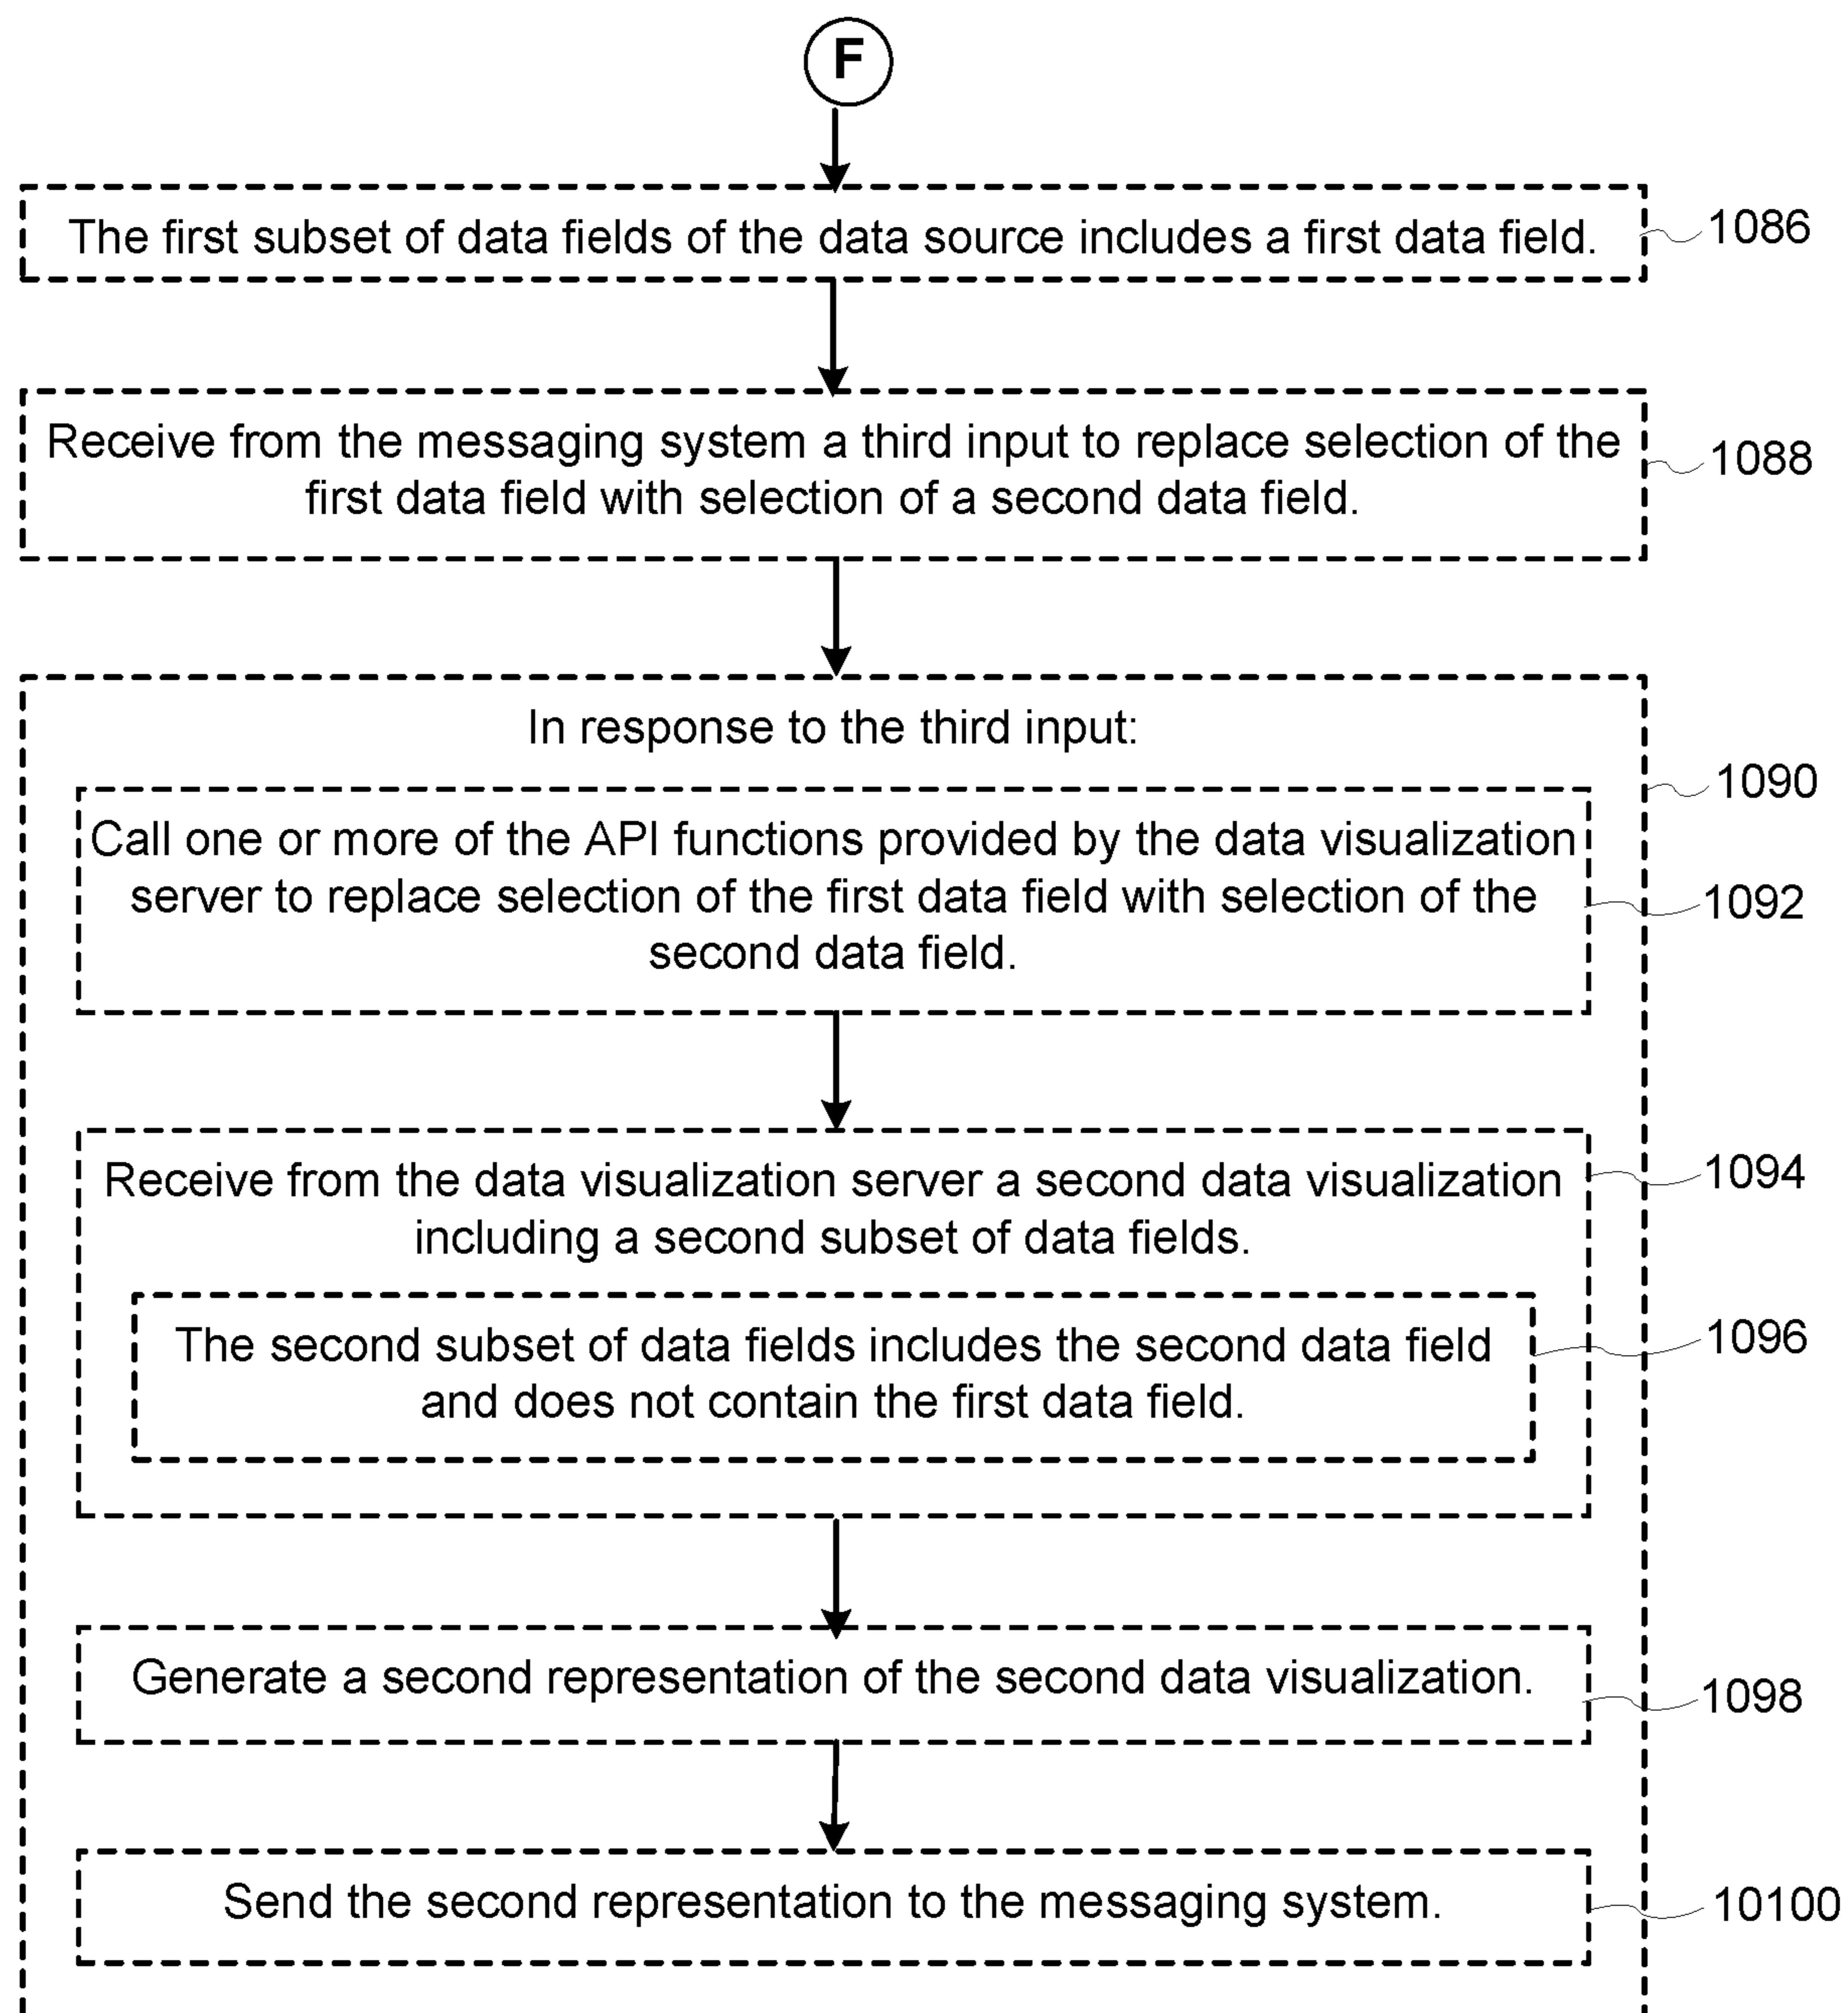 F
The first subset of data fields of the data source includes a first data field.
1086
Receive from the messaging system a third input to replace selection of the
first data field with selection of a second data field.
1088
In response to the third input:
1090
Call one or more of the API functions provided by the data visualization
server to replace selection of the first data field with selection of the
second data field.
1092
Receive from the data visualization server a second data visualization
including a second subset of data fields.
1094
The second subset of data fields includes the second data field
and does not contain the first data field.
1096
Generate a second representation of the second data visualization.
1098
Send the second representation to the messaging system.
10100